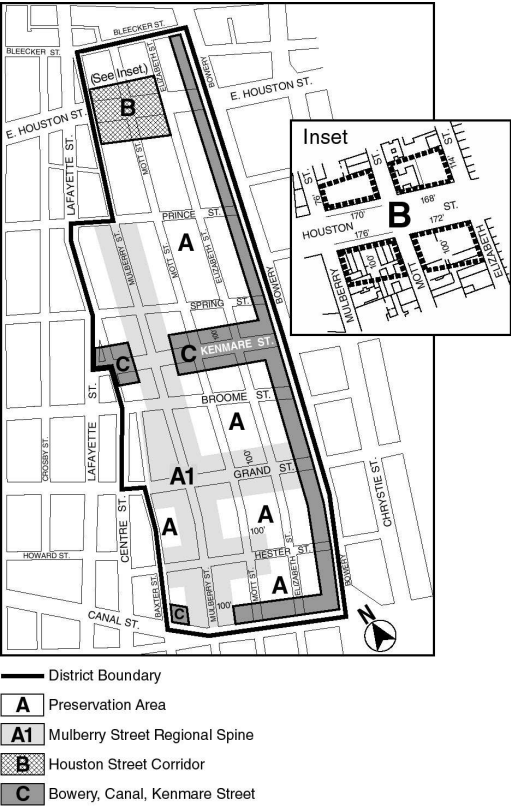 BLEECKER ST.
BLEECKER ST.
ELIZABETH ST.
BOWERY
(See Inset.)
B
E. HOUSTON ST.
E. HOUSTON ST.
LAFAYETTE ST.
MOTT ST.
PRINCE ST.
MULBERRY ST.
MOTT ST.
A
ELIZABETH ST.
BOWERY
SPRING ST.
100'
C
C
KENMARE ST.
BROOME ST.
CROSBY ST.
LAFAYETTE ST.
A
A1
100'
GRAND ST.
CHRYSTIE ST.
CENTRE ST.
A
A
100'
HOWARD ST.
HESTER ST.
BAXTER ST.
MULBERRY ST.
MOTT ST.
ELIZABETH ST.
A
BOWERY
100'
C
CANAL ST.
N
Inset
ST.
ST.
ST.
76'
114'
170'
168'
B
HOUSTON ST.
176'
172'
100'
100'
MULBERRY
MOTT
ELIZABETH
District Boundary
A Preservation Area
A1 Mulberry Street Regional Spine
B Houston Street Corridor
C Bowery, Canal, Kenmare Street